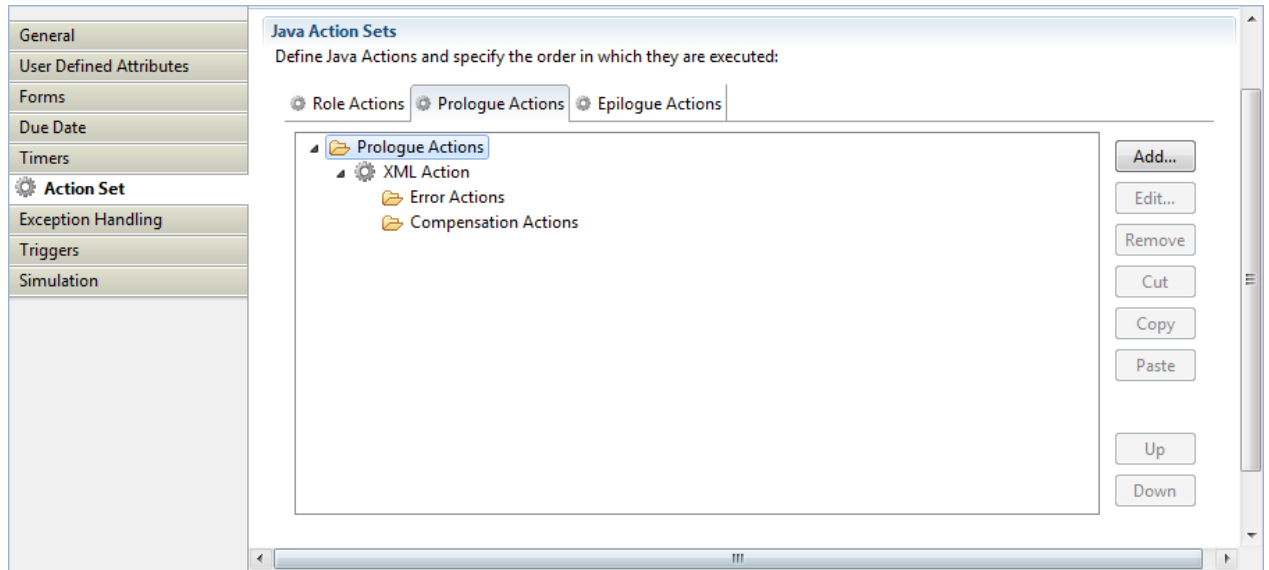 General
User Defined Attributes
Forms
Due Date
Timers
Action Set
Exception Handling
Triggers
Simulation
Java Action Sets
Define Java Actions and specify the order in which they are executed:
Role Actions Prologue Actions Epilogue Actions
Prologue Actions
XML Action
Error Actions
Compensation Actions
Add...
Edit...
Remove
Cut
Copy
Paste
Up
Down